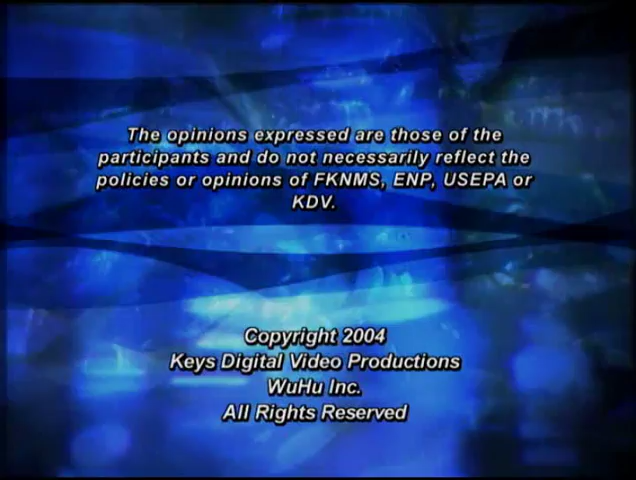 The opinions expressed are those of the
participants and do not necessarily reflect the
policies or opinions of FKNMS, ENP, USEPA or
KDV.
Copyright 2004
Keys Digital Video Productions
WuHu Inc.
All Rights Reserved